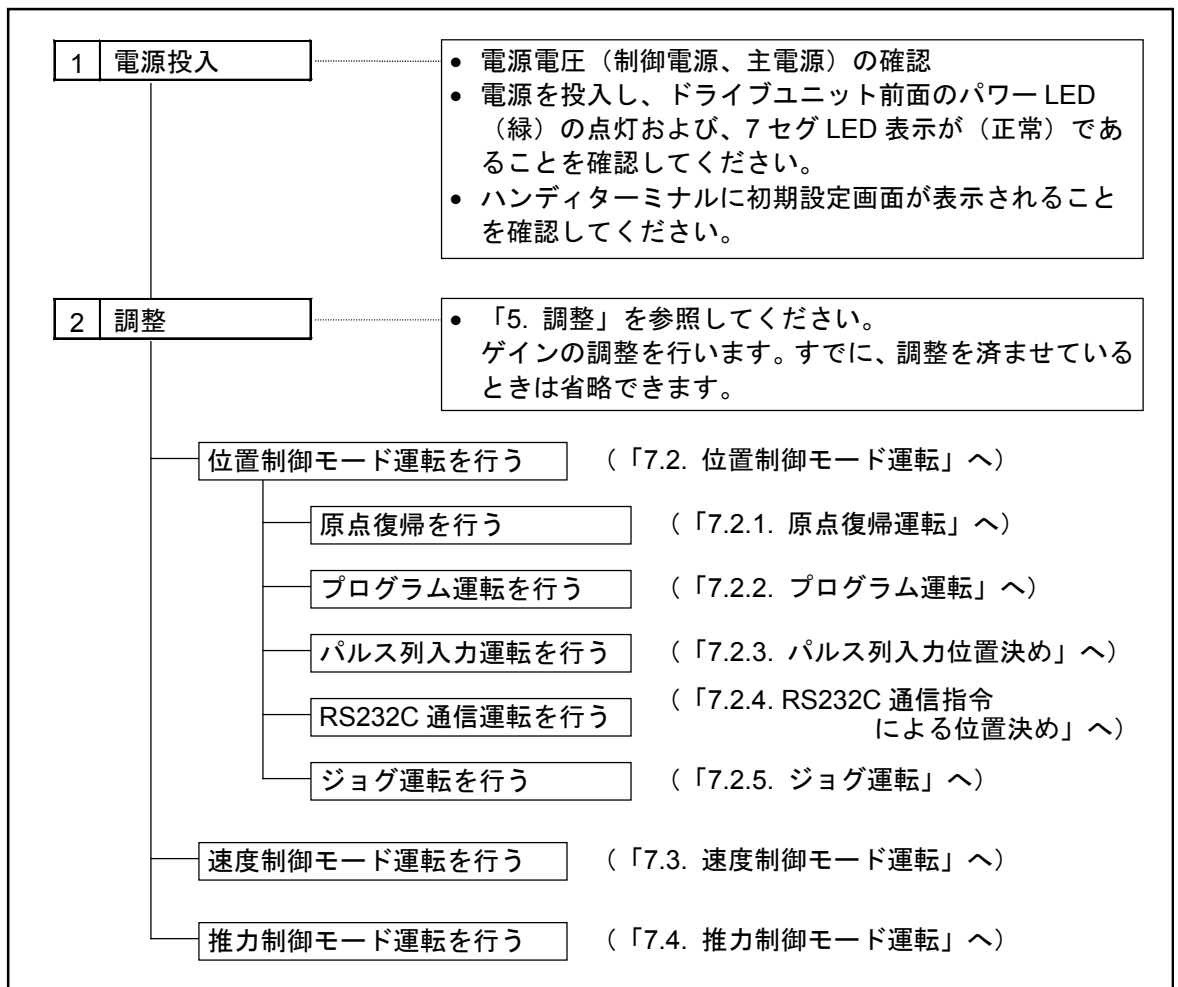 1 電源投入
• 電源電圧（制御電源、主電源）の確認
• 電源を投入し、ドライブユニット前面のパワー LED
（緑）の点灯および、7 セグ LED 表示が（正常）であ
ることを確認してください。
• ハンディターミナルに初期設定画面が表示されること
を確認してください。
2 調整
• 「5. 調整」を参照してください。
ゲインの調整を行います。すでに、調整を済ませている
ときは省略できます。
位置制御モード運転を行う （「7.2. 位置制御モード運転」へ）
原点復帰を行う （「7.2.1. 原点復帰運転」へ）
プログラム運転を行う （「7.2.2. プログラム運転」へ）
パルス列入力運転を行う （「7.2.3. パルス列入力位置決め」へ）
RS232C 通信運転を行う （「7.2.4. RS232C 通信指令
による位置決め」へ）
ジョグ運転を行う （「7.2.5. ジョグ運転」へ）
速度制御モード運転を行う （「7.3. 速度制御モード運転」へ）
推力制御モード運転を行う （「7.4. 推力制御モード運転」へ）